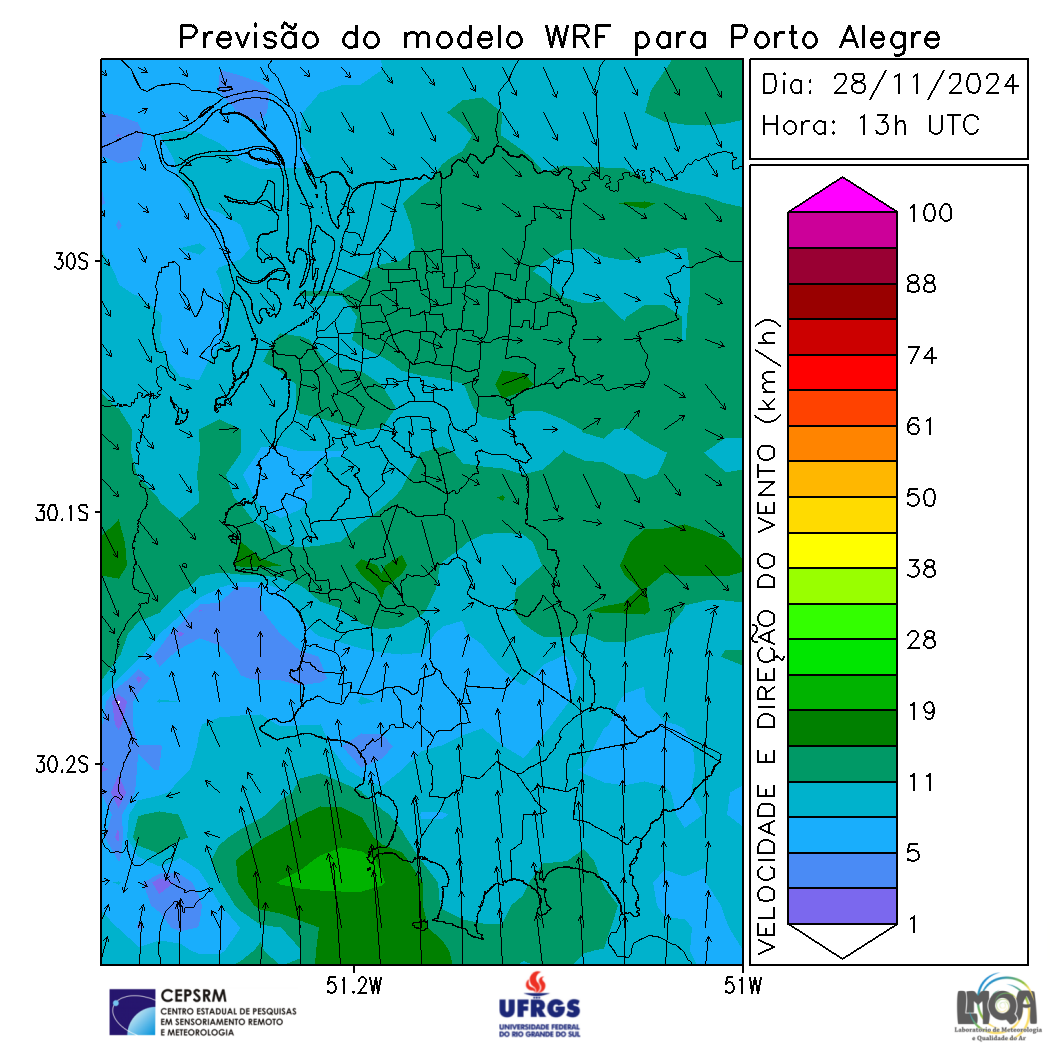 Previsão do modelo WRF para Porto Alegre
Dia: 28/11/2024
Hora: 13h UTC
30S
30.1S
30.2S
51.2W
51W
VELOCIDADE E DIREÇÃO DO VENTO (km/h)
100
88
74
61
50
38
28
19
11
5
1
CEPSRM
CENTRO ESTADUAL DE PESQUISAS
EM SENSORIAMENTO REMOTO
E METEOROLOGIA
UFRGS
UNIVERSIDADE FEDERAL
DO RIO GRANDE DO SUL
LMQA
Laboratório de Meteorologia
e Qualidade do Ar